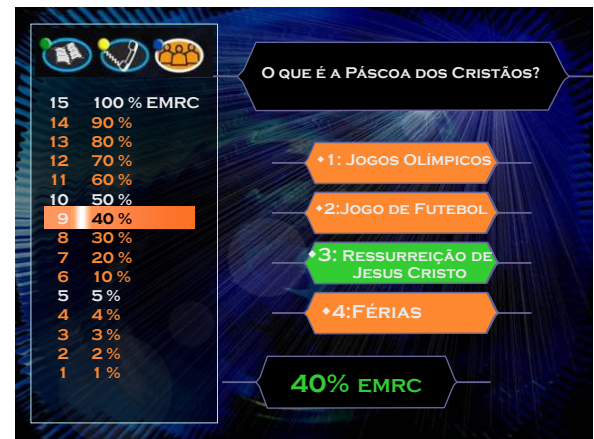 O que é a Páscoa dos Cristãos?
15 100 % EMRC
14 90 %
13 80 %
12 70 %
11 60 %
10 50 %
9 40 %
8 30 %
7 20 %
6 10 %
5 5 %
4 4 %
3 3 %
2 2 %
1 1 %
1: Jogos Olímpicos
2:Jogo de Futebol
3: Ressurreição de
Jesus Cristo
4:Férias
40% EMRC